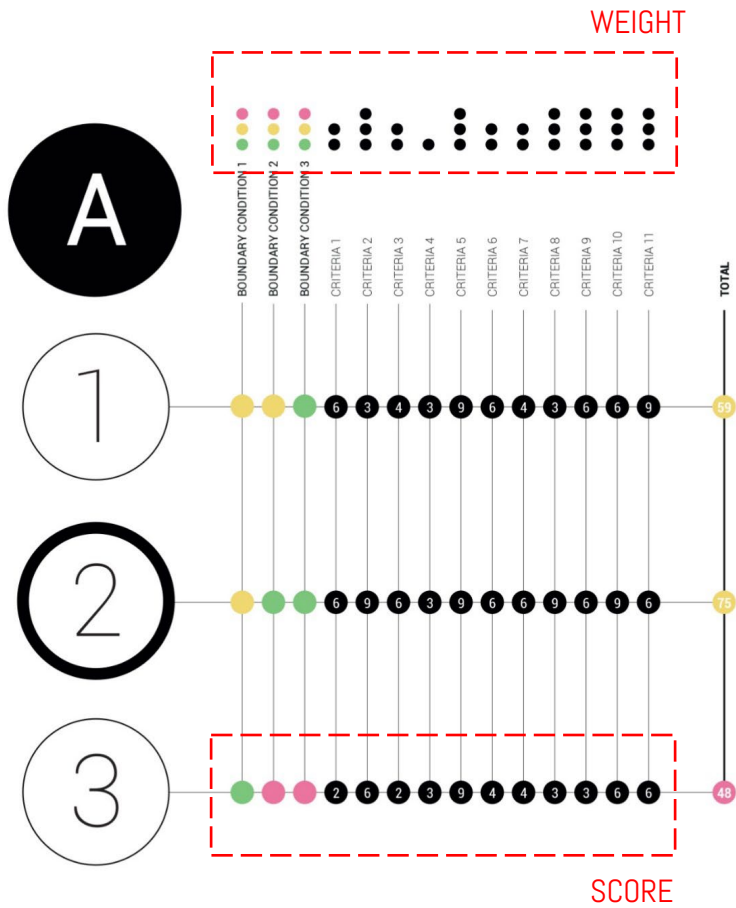 WEIGHT
A
BOUNDARY CONDITION 1
BOUNDARY CONDITION 2
BOUNDARY CONDITION 3
CRITERIA 1
CRITERIA 2
CRITERIA 3
CRITERIA 4
CRITERIA 5
CRITERIA 6
CRITERIA 7
CRITERIA 8
CRITERIA 9
CRITERIA 10
CRITERIA 11
TOTAL
1 6 3 4 3 9 6 4 3 6 6 9 59
2 6 9 6 3 9 6 6 9 6 9 6 75
3 2 6 2 3 9 4 4 3 3 6 6 48
SCORE